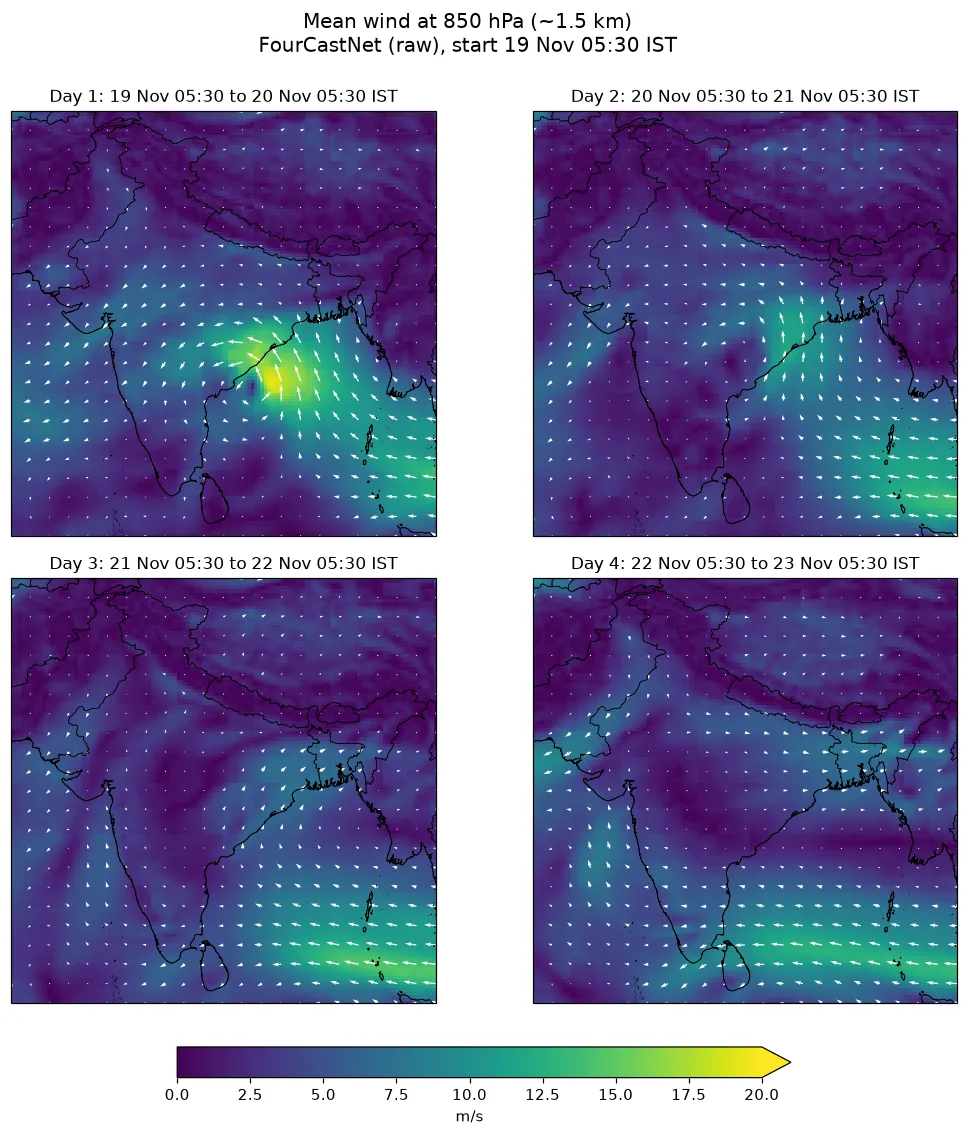 Mean wind at 850 hPa (~1.5 km)
FourCastNet (raw), start 19 Nov 05:30 IST
Day 1: 19 Nov 05:30 to 20 Nov 05:30 IST
Day 2: 20 Nov 05:30 to 21 Nov 05:30 IST
Day 3: 21 Nov 05:30 to 22 Nov 05:30 IST
Day 4: 22 Nov 05:30 to 23 Nov 05:30 IST
0.0 2.5 5.0 7.5 10.0 12.5 15.0 17.5 20.0
m/s